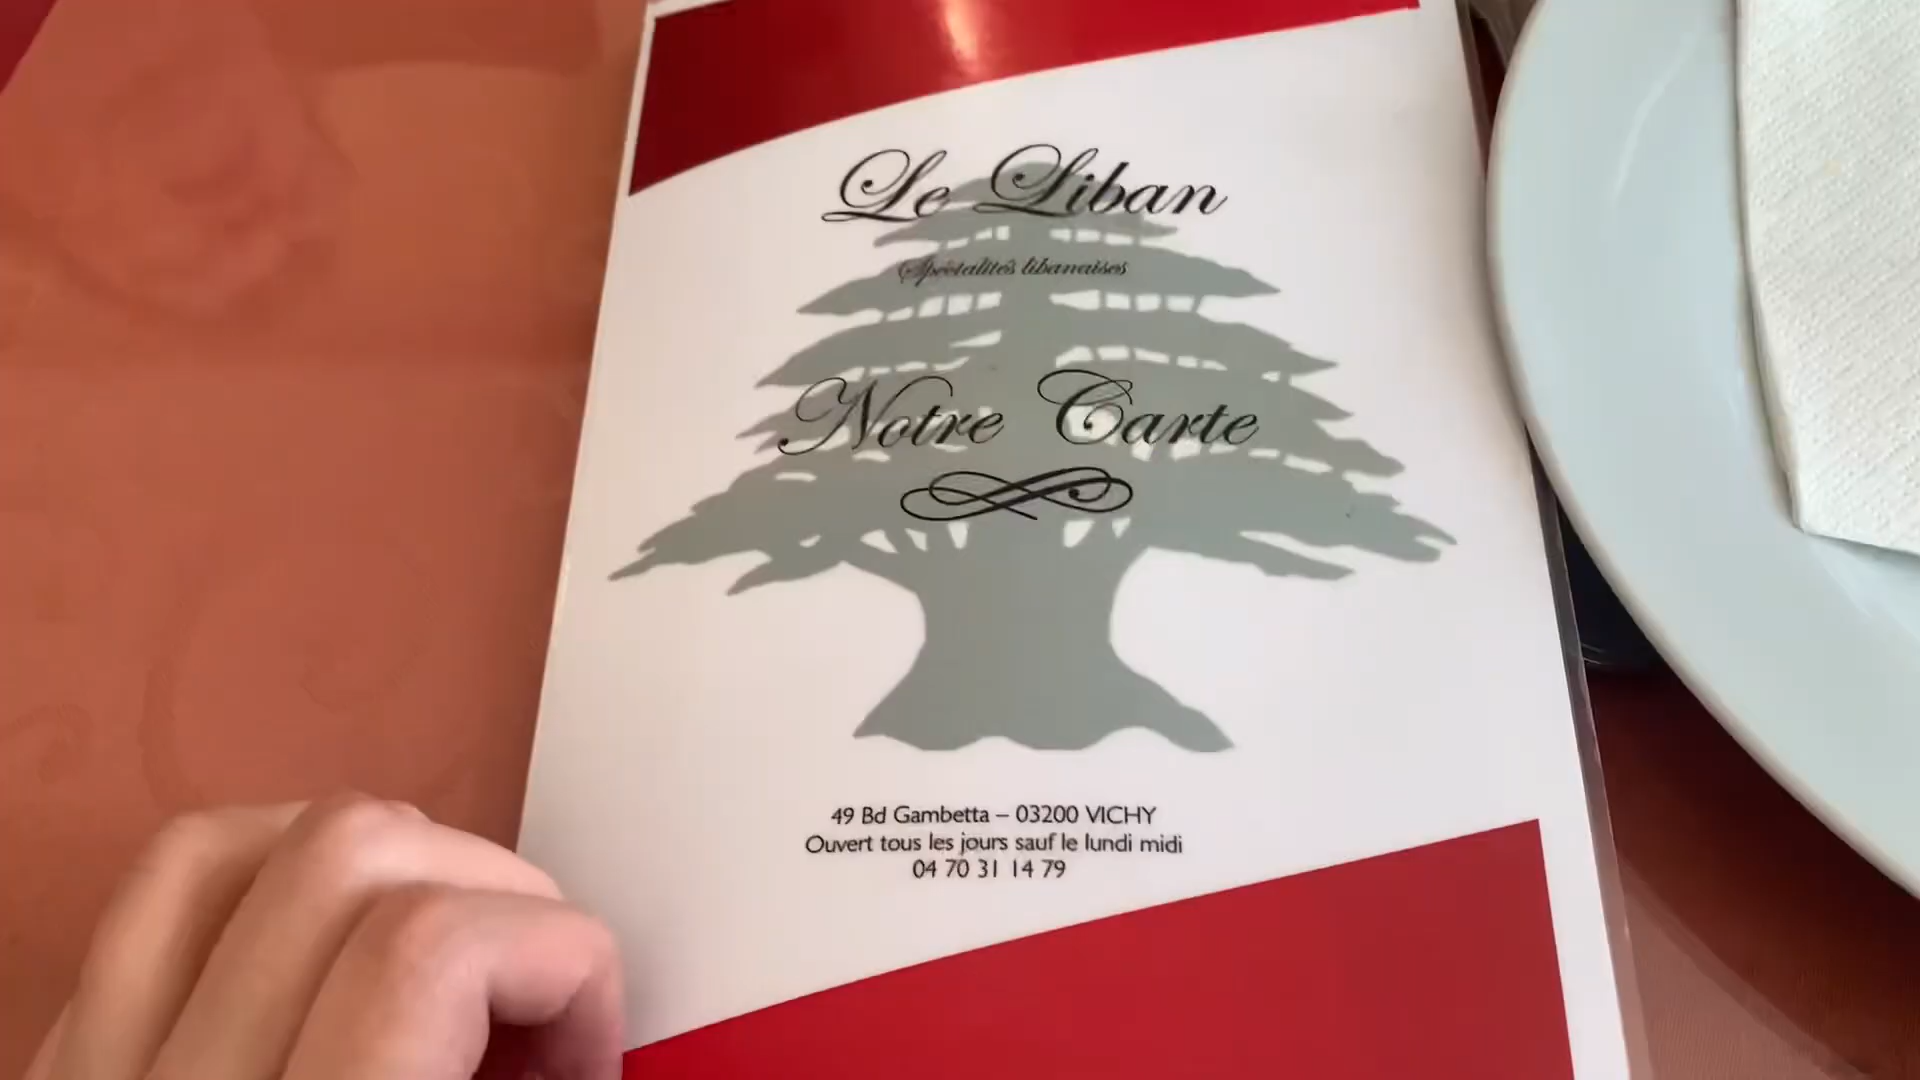 Le Liban
Spécialités libanaises
Notre Carte
49 Bd Gambetta – 03200 VICHY
Ouvert tous les jours sauf le lundi midi
04 70 31 14 79